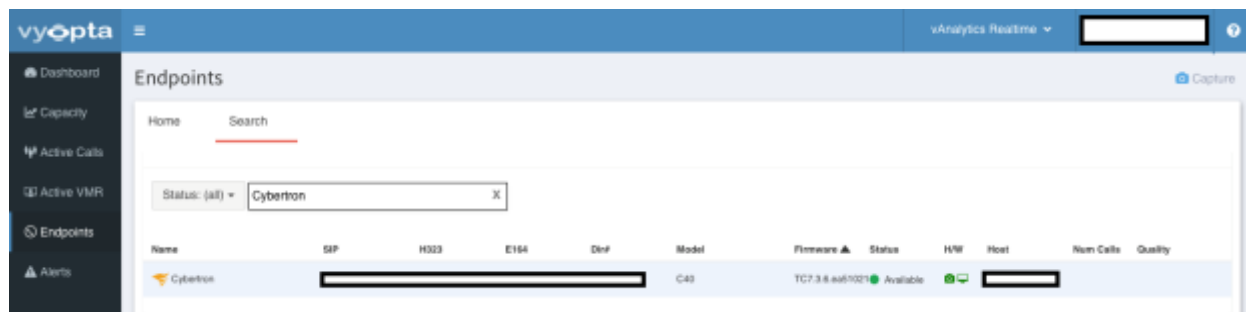 vyopta
vAnalytics Realtime
Dashboard
Endpoints
Capture
Capacity
Home Search
Active Calls
Active VMR
Status: (all) Cybertron X
Endpoints
Name SIP H323 E164 Dir# Model Firmware ▲ Status H/W Host Num Calls Quality
Alerts
Cybertron C40 Available